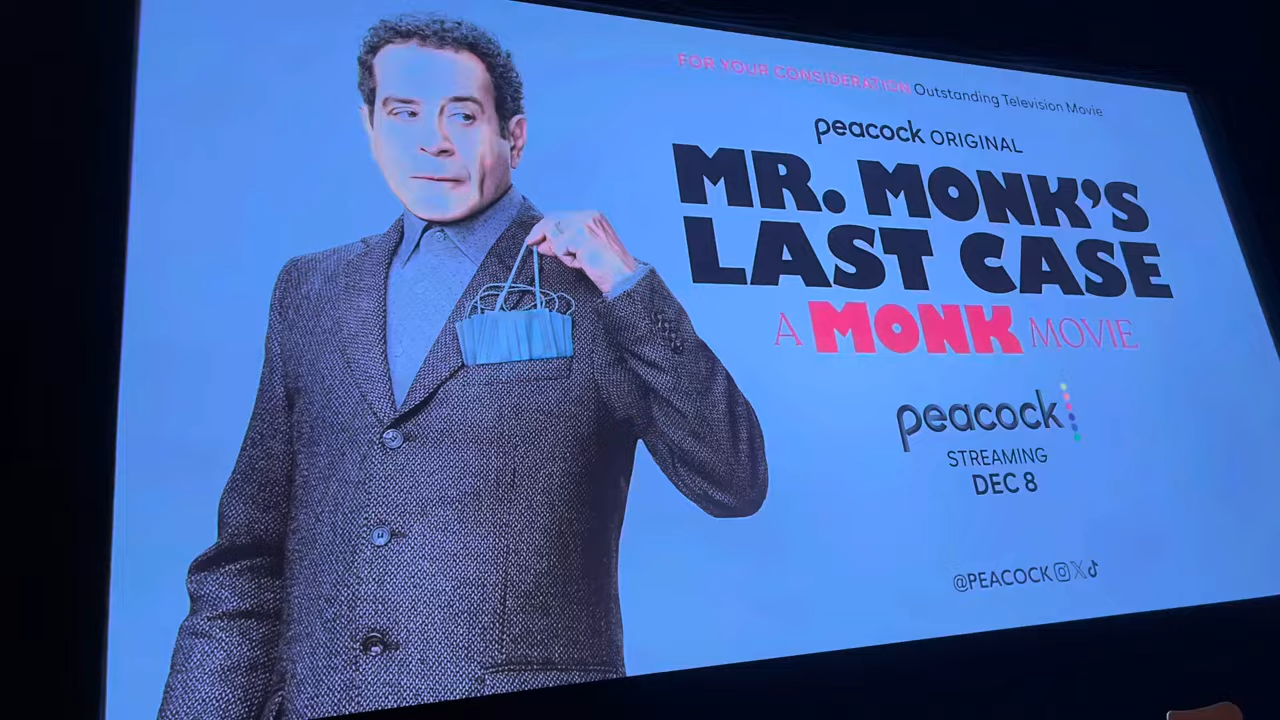 FOR YOUR CONSIDERATION Outstanding Television Movie
peacock ORIGINAL
MR. MONK'S
LAST CASE
A MONK MOVIE
peacock
STREAMING
DEC 8
@PEACOCK